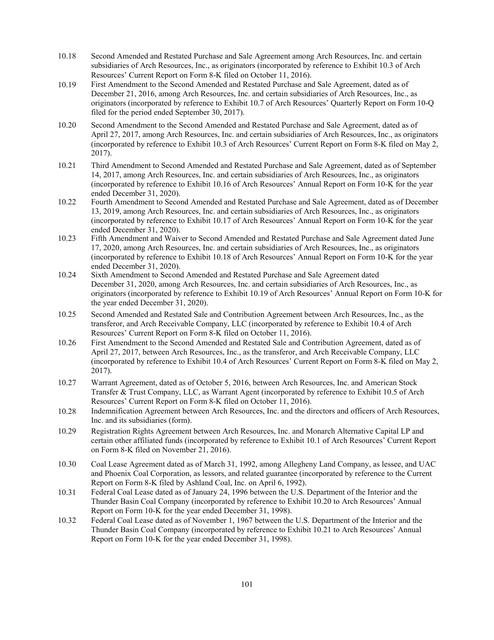 10.18 Second Amended and Restated Purchase and Sale Agreement among Arch Resources, Inc. and certain
subsidiaries of Arch Resources, Inc., as originators (incorporated by reference to Exhibit 10.3 of Arch
Resources' Current Report on Form 8-K filed on October 11, 2016).
10.19 First Amendment to the Second Amended and Restated Purchase and Sale Agreement, dated as of
December 21, 2016, among Arch Resources, Inc. and certain subsidiaries of Arch Resources, Inc., as
originators (incorporated by reference to Exhibit 10.7 of Arch Resources' Quarterly Report on Form 10-Q
filed for the period ended September 30, 2017).
10.20 Second Amendment to the Second Amended and Restated Purchase and Sale Agreement, dated as of
April 27, 2017, among Arch Resources, Inc. and certain subsidiaries of Arch Resources, Inc., as originators
(incorporated by reference to Exhibit 10.3 of Arch Resources' Current Report on Form 8-K filed on May 2,
2017).
10.21 Third Amendment to Second Amended and Restated Purchase and Sale Agreement, dated as of September
14, 2017, among Arch Resources, Inc. and certain subsidiaries of Arch Resources, Inc., as originators
(incorporated by reference to Exhibit 10.16 of Arch Resources' Annual Report on Form 10-K for the year
ended December 31, 2020).
10.22 Fourth Amendment to Second Amended and Restated Purchase and Sale Agreement, dated as of December
13, 2019, among Arch Resources, Inc. and certain subsidiaries of Arch Resources, Inc., as originators
(incorporated by reference to Exhibit 10.17 of Arch Resources' Annual Report on Form 10-K for the year
ended December 31, 2020).
10.23 Fifth Amendment and Waiver to Second Amended and Restated Purchase and Sale Agreement dated June
17, 2020, among Arch Resources, Inc. and certain subsidiaries of Arch Resources, Inc., as originators
(incorporated by reference to Exhibit 10.18 of Arch Resources' Annual Report on Form 10-K for the year
ended December 31, 2020).
10.24 Sixth Amendment to Second Amended and Restated Purchase and Sale Agreement dated
December 31, 2020, among Arch Resources, Inc. and certain subsidiaries of Arch Resources, Inc., as
originators (incorporated by reference to Exhibit 10.19 of Arch Resources' Annual Report on Form 10-K for
the year ended December 31, 2020).
10.25 Second Amended and Restated Sale and Contribution Agreement between Arch Resources, Inc., as the
transferor, and Arch Receivable Company, LLC (incorporated by reference to Exhibit 10.4 of Arch
Resources' Current Report on Form 8-K filed on October 11, 2016).
10.26 First Amendment to the Second Amended and Restated Sale and Contribution Agreement, dated as of
April 27, 2017, between Arch Resources, Inc., as the transferor, and Arch Receivable Company, LLC
(incorporated by reference to Exhibit 10.4 of Arch Resources' Current Report on Form 8-K filed on May 2,
2017).
10.27 Warrant Agreement, dated as of October 5, 2016, between Arch Resources, Inc. and American Stock
Transfer & Trust Company, LLC, as Warrant Agent (incorporated by reference to Exhibit 10.5 of Arch
Resources' Current Report on Form 8-K filed on October 11, 2016).
10.28 Indemnification Agreement between Arch Resources, Inc. and the directors and officers of Arch Resources,
Inc. and its subsidiaries (form).
10.29 Registration Rights Agreement between Arch Resources, Inc. and Monarch Alternative Capital LP and
certain other affiliated funds (incorporated by reference to Exhibit 10.1 of Arch Resources' Current Report
on Form 8-K filed on November 21, 2016).
10.30 Coal Lease Agreement dated as of March 31, 1992, among Allegheny Land Company, as lessee, and UAC
and Phoenix Coal Corporation, as lessors, and related guarantee (incorporated by reference to the Current
Report on Form 8-K filed by Ashland Coal, Inc. on April 6, 1992).
10.31 Federal Coal Lease dated as of January 24, 1996 between the U.S. Department of the Interior and the
Thunder Basin Coal Company (incorporated by reference to Exhibit 10.20 to Arch Resources' Annual
Report on Form 10-K for the year ended December 31, 1998).
10.32 Federal Coal Lease dated as of November 1, 1967 between the U.S. Department of the Interior and the
Thunder Basin Coal Company (incorporated by reference to Exhibit 10.21 to Arch Resources' Annual
Report on Form 10-K for the year ended December 31, 1998).
101